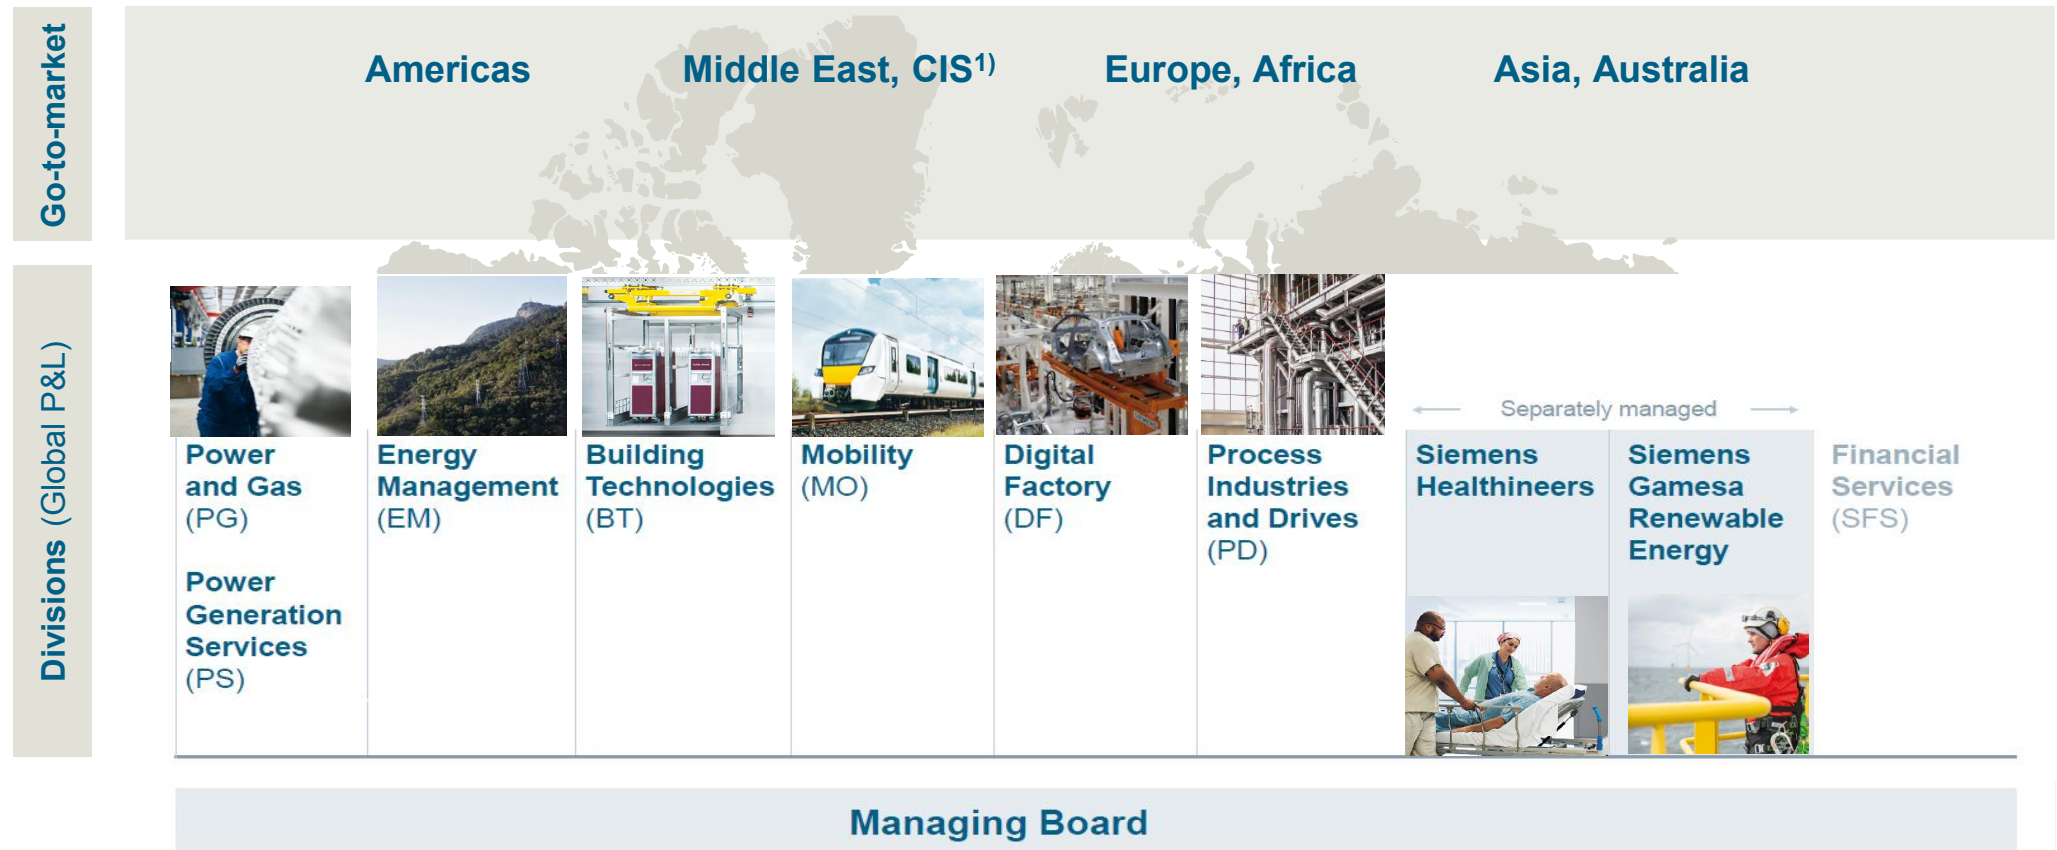 Go-to-market
Americas
Middle East, CIS1)
Europe, Africa
Asia, Australia
Divisions (Global P&L)
Power
and Gas
(PG)
Power
Generation
Services
(PS)
Energy
Management
(EM)
Building
Technologies
(BT)
Mobility
(MO)
Digital
Factory
(DF)
Process
Industries
and Drives
(PD)
Separately managed
Siemens
Healthineers
Siemens
Gamesa
Renewable
Energy
Financial
Services
(SFS)
Managing Board